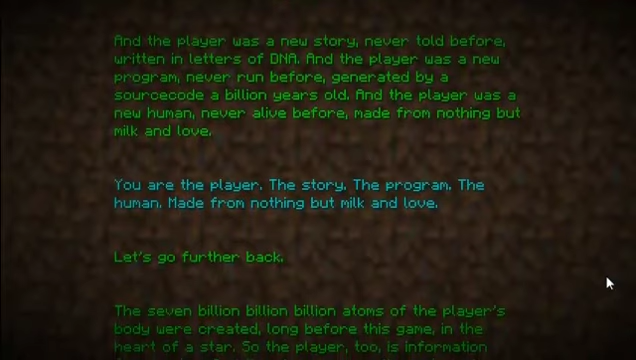 And the player was a new story, never told before,
written in letters of DNA. And the player was a new
program, never run before, generated by a
sourcecode a billion years old. And the player was a
new human, never alive before, made from nothing but
milk and love.
You are the player. The story. The program. The
human. Made from nothing but milk and love.
Let's go further back.
The seven billion billion billion atoms of the player's
body were created, long before this game, in the
heart of a star. So the player, too, is information